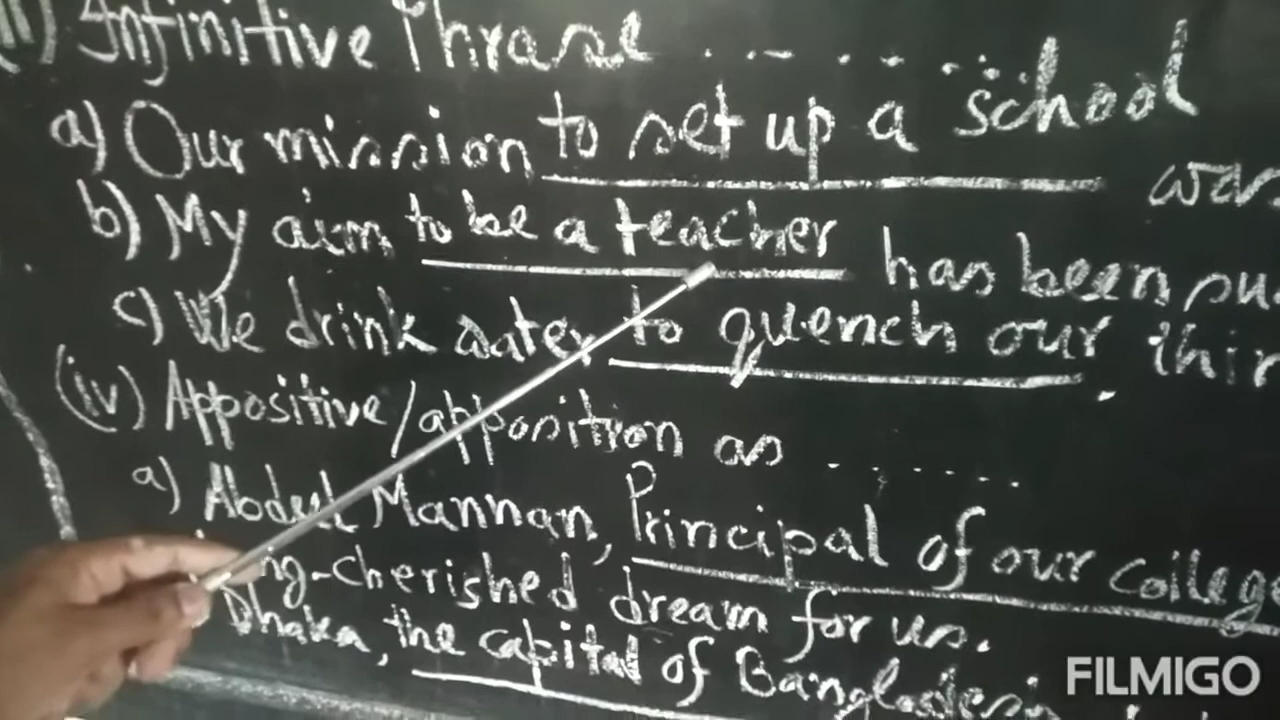 Infinitive Phrase . . . . . . . .
a) Our mission to set up a school
was
b) My aim to be a teacher has been
c) We drink water to quench our
(iv) Appositive/apposition as . . . . . .
a) Abdul Mannan, Principal of our College
-cherished dream for us.
Dhaka, the capital of Bangladesh
FILMIGO